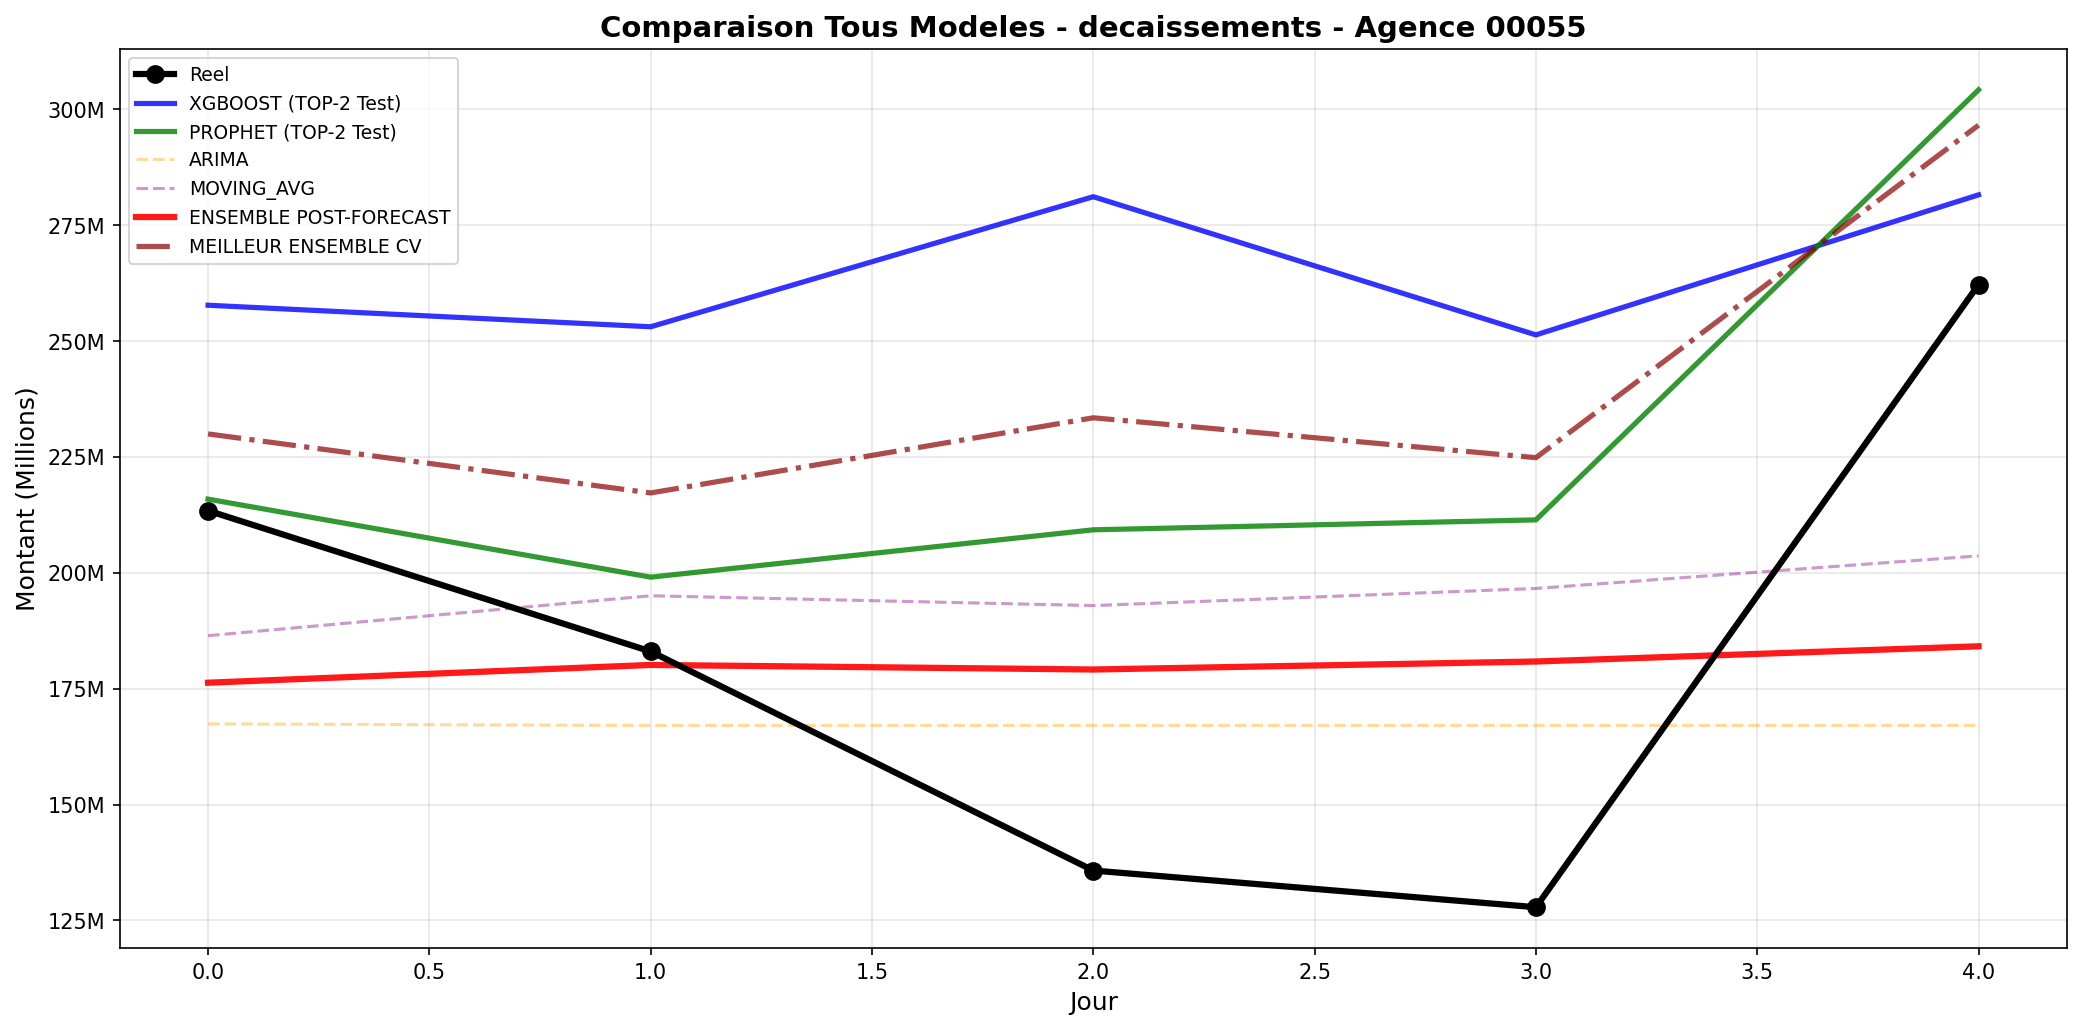 Comparaison Tous Modeles - decaissements - Agence 00055
Reel
XGBOOST (TOP-2 Test)
PROPHET (TOP-2 Test)
ARIMA
MOVING_AVG
ENSEMBLE POST-FORECAST
MEILLEUR ENSEMBLE CV
Montant (Millions)
300M
275M
250M
225M
200M
175M
150M
125M
0.0 0.5 1.0 1.5 2.0 2.5 3.0 3.5 4.0
Jour